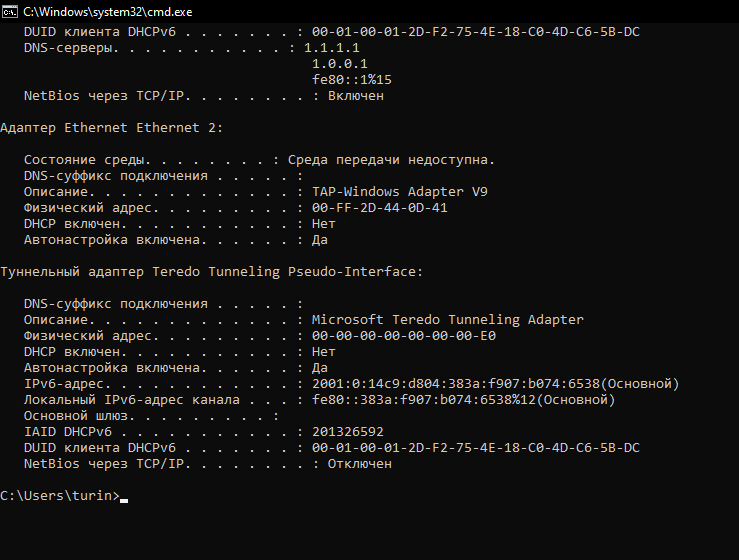 C:\Windows\system32\cmd.exe
DUID клиента DHCPv6 . . . . . . . : 00-01-00-01-2D-F2-75-4E-18-C0-4D-C6-5B-DC
DNS-серверы. . . . . . . . . . . : 1.1.1.1
1.0.0.1
fe80::1%15
NetBios через TCP/IP. . . . . . . . : Включен
Адаптер Ethernet Ethernet 2:
Состояние среды. . . . . . . . : Среда передачи недоступна.
DNS-суффикс подключения . . . . . :
Описание. . . . . . . . . . . . . : TAP-Windows Adapter V9
Физический адрес. . . . . . . . . : 00-FF-2D-44-0D-41
DHCP включен. . . . . . . . . . . : Нет
Автонастройка включена. . . . . . : Да
Туннельный адаптер Teredo Tunneling Pseudo-Interface:
DNS-суффикс подключения . . . . . :
Описание. . . . . . . . . . . . . : Microsoft Teredo Tunneling Adapter
Физический адрес. . . . . . . . . : 00-00-00-00-00-00-00-E0
DHCP включен. . . . . . . . . . . : Нет
Автонастройка включена. . . . . . : Да
IPv6-адрес. . . . . . . . . . . . : 2001:0:14c9:d804:383a:f907:b074:6538(Основной)
Локальный IPv6-адрес канала . . . : fe80::383a:f907:b074:6538%12(Основной)
Основной шлюз. . . . . . . . . :
IAID DHCPv6 . . . . . . . . . . . : 201326592
DUID клиента DHCPv6 . . . . . . . : 00-01-00-01-2D-F2-75-4E-18-C0-4D-C6-5B-DC
NetBios через TCP/IP. . . . . . . . : Отключен
C:\Users\turin>